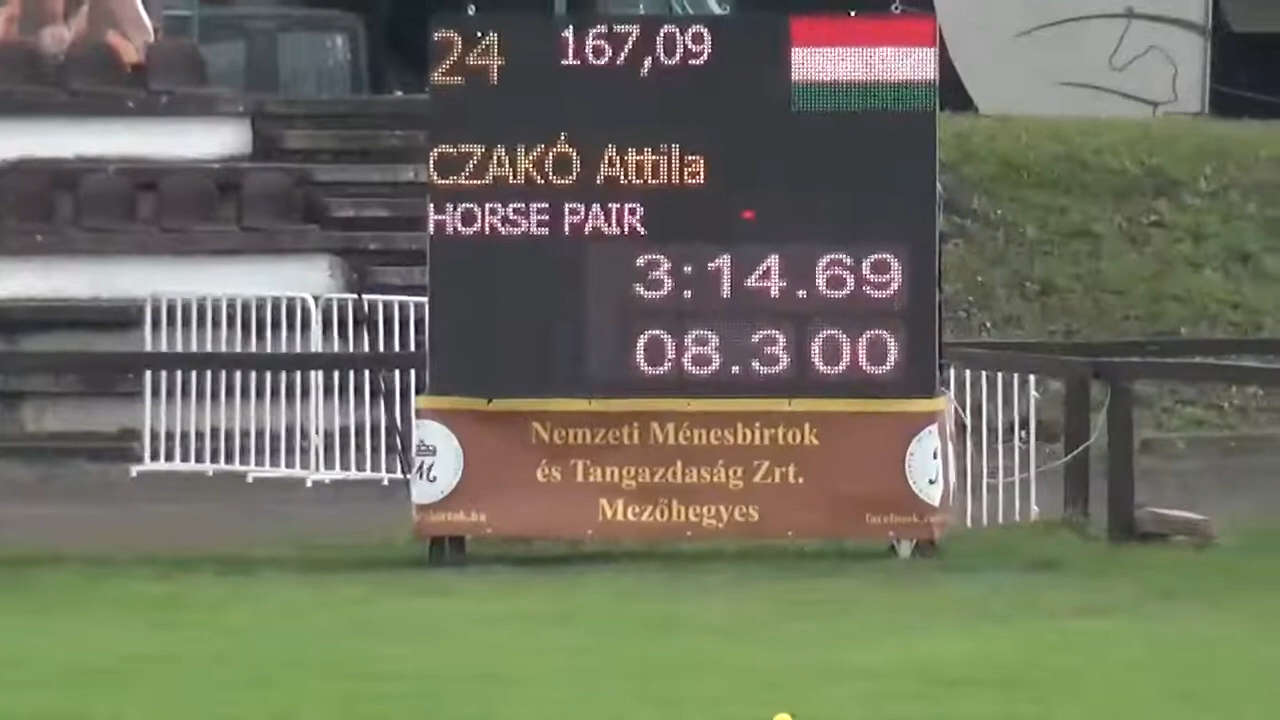 24 167,09
CZAKÓ Attila
HORSE PAIR
3:14.69
08.3 00
Nemzeti Ménesbirtok
és Tangazdaság Zrt.
Mezőhegyes